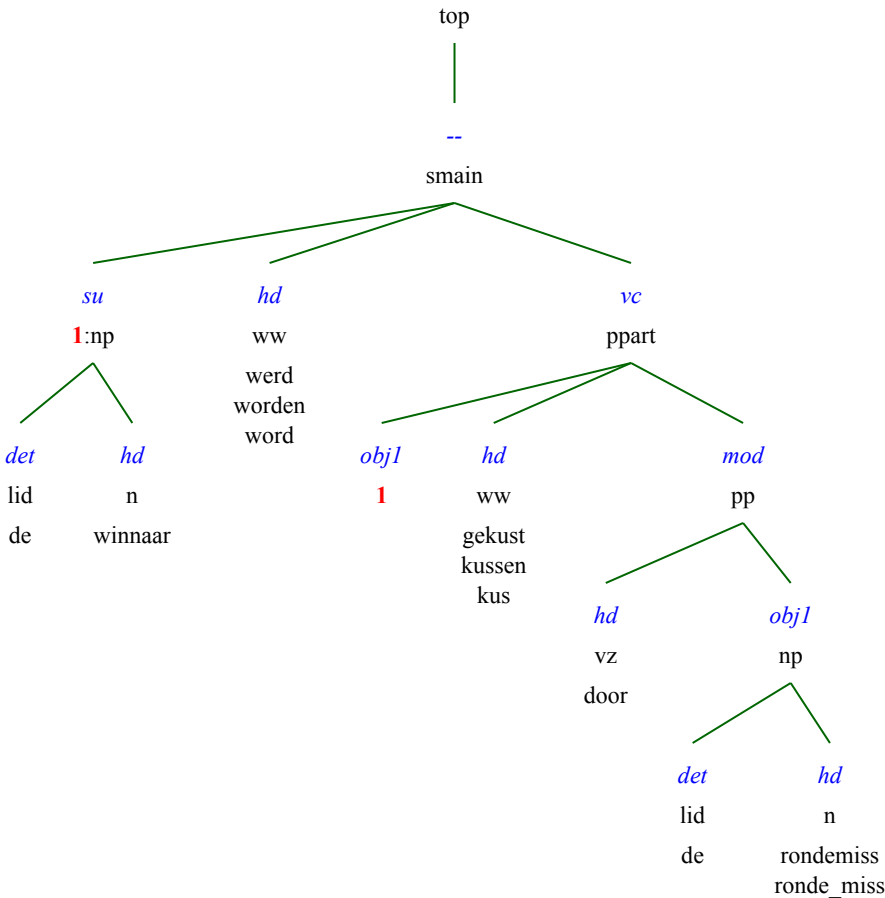 top
--
smain
su hd vc
1:np ww ppart
werd
worden
word
det hd obj1 hd mod
lid n 1 ww pp
de winnaar gekust
kussen
kus
hd obj1
vz np
door
det hd
lid n
de rondemiss
ronde_miss